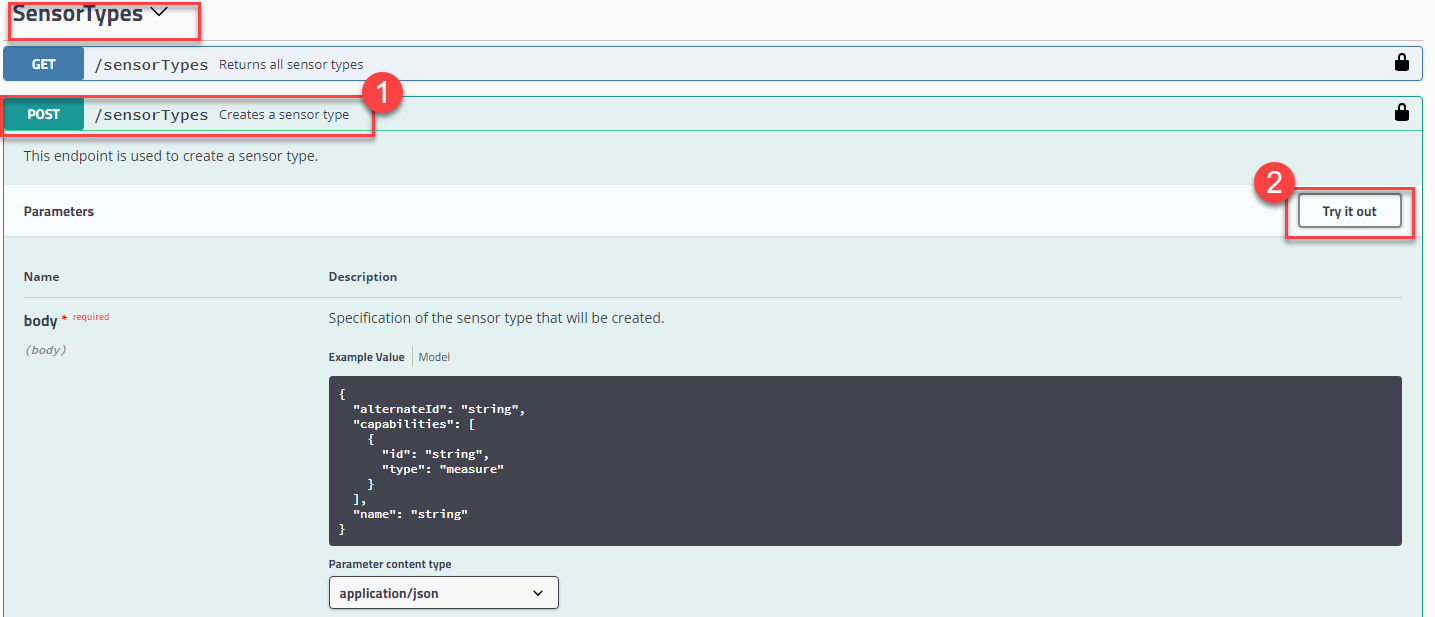 SensorTypes
GET /sensorTypes Returns all sensor types
1
POST /sensorTypes Creates a sensor type
This endpoint is used to create a sensor type.
2
Parameters Try it out
Name Description
body * required Specification of the sensor type that will be created.
(body)
Example Value Model
{
"alternateId": "string",
"capabilities": [
{
"id": "string",
"type": "measure"
}
],
"name": "string"
}
Parameter content type
application/json